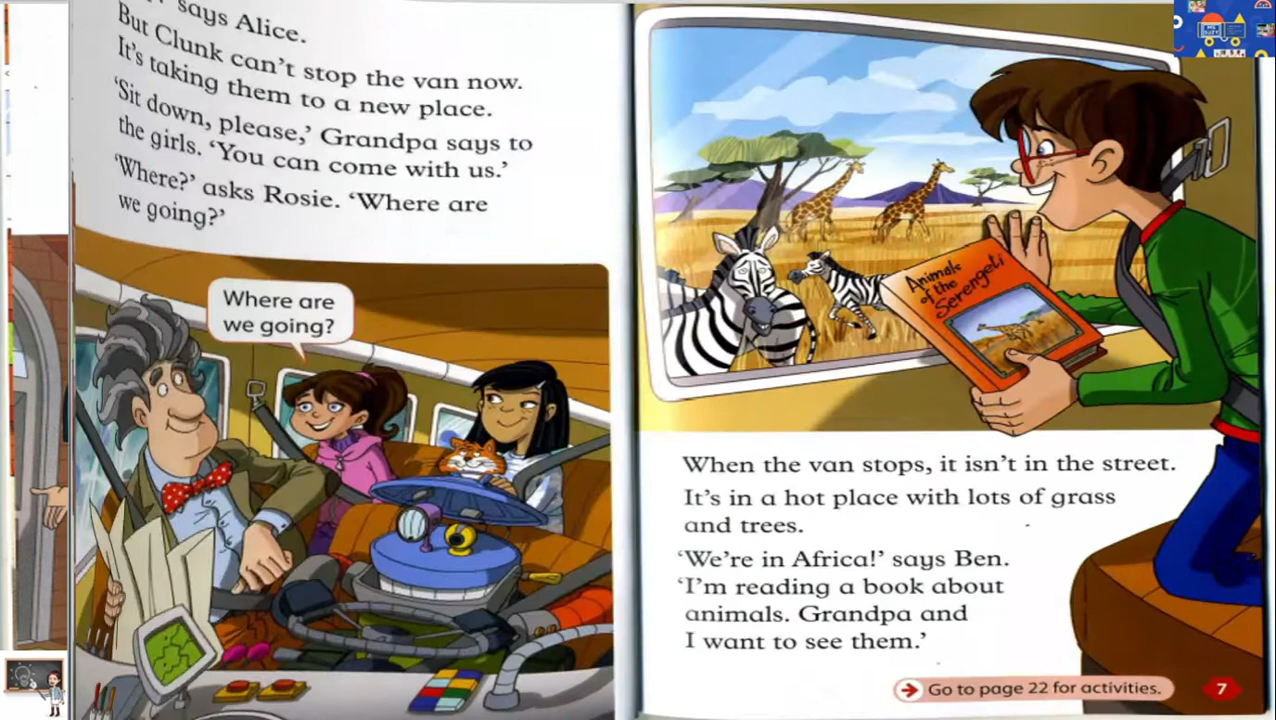 says Alice.
But Clunk can't stop the van now.
It's taking them to a new place.
'Sit down, please,' Grandpa says to
the girls. 'You can come with us.'
'Where?' asks Rosie. 'Where are
we going?'
Where are
we going?
Animals
of the
Serengeti
When the van stops, it isn't in the street.
It's in a hot place with lots of grass
and trees.
'We're in Africa!' says Ben.
'I'm reading a book about
animals. Grandpa and
I want to see them.'
Go to page 22 for activities.
7